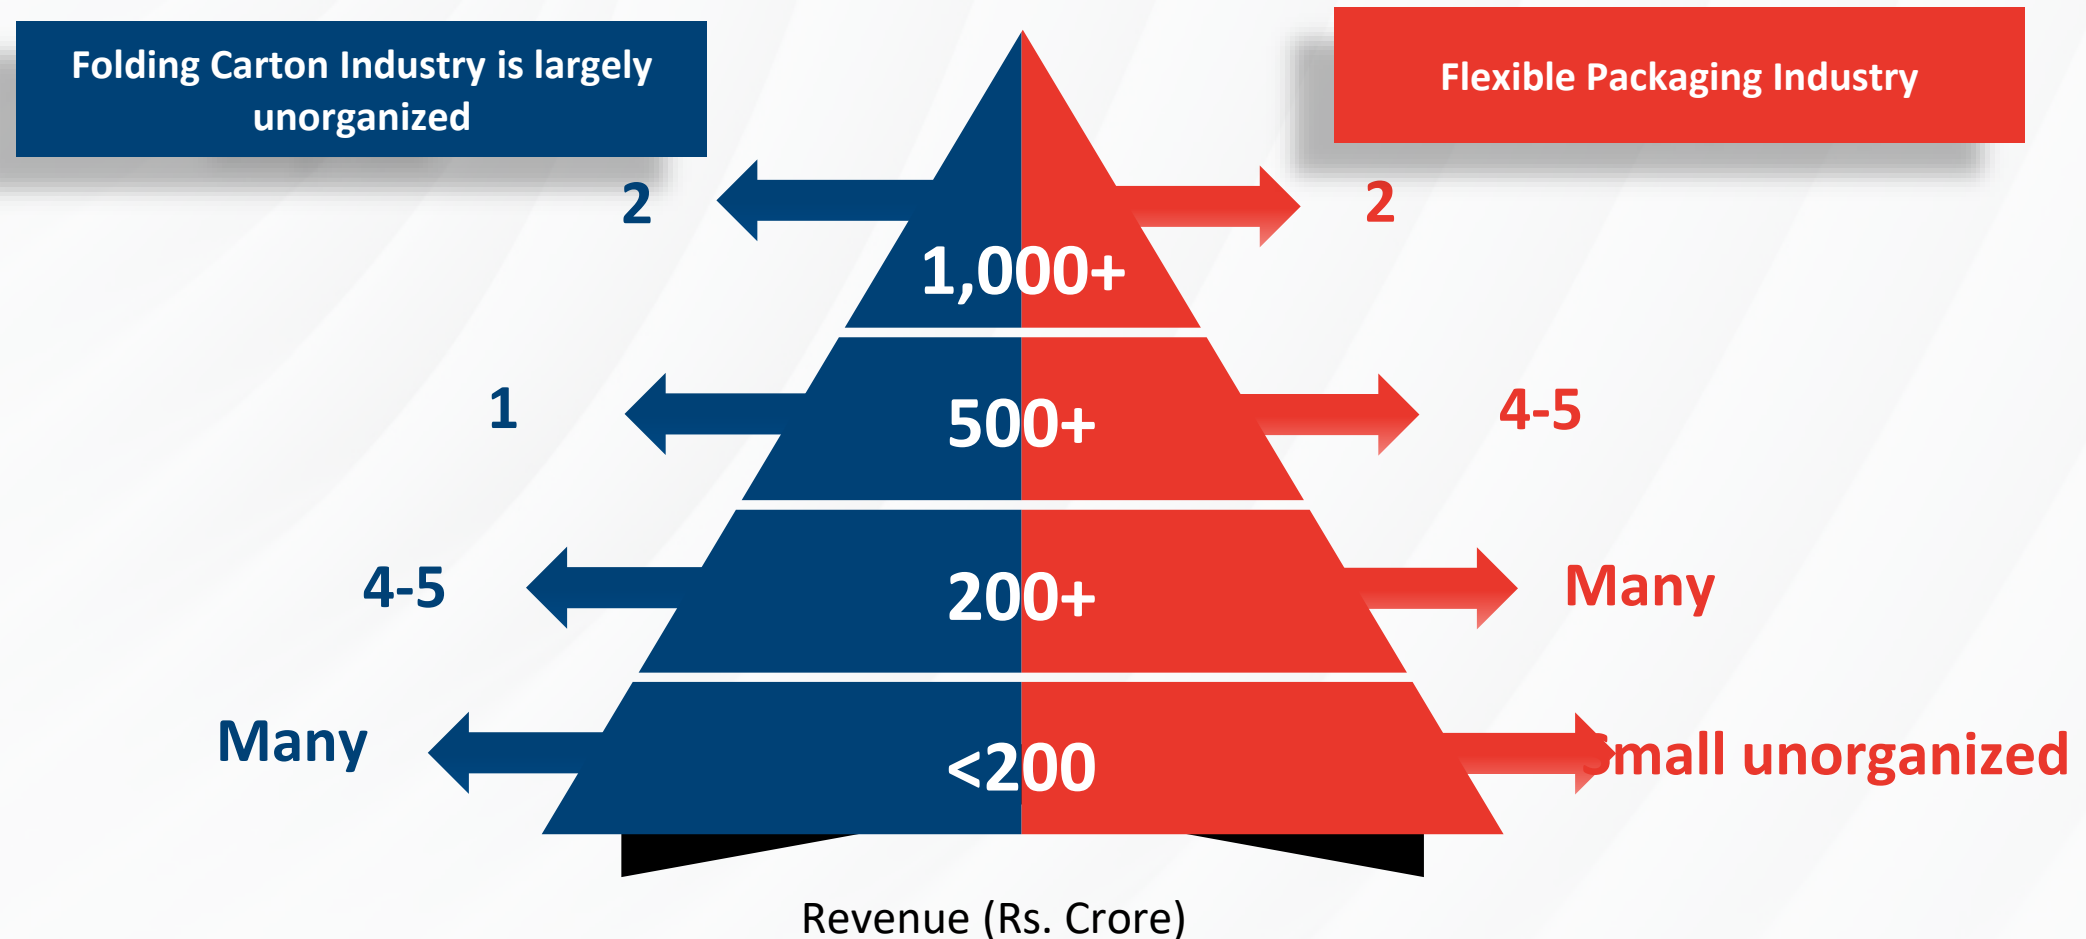 Folding Carton Industry is largely
unorganized
Flexible Packaging Industry
2
1,000+
2
1
500+
4-5
4-5
200+
Many
Many
<200
Small unorganized
Revenue (Rs. Crore)